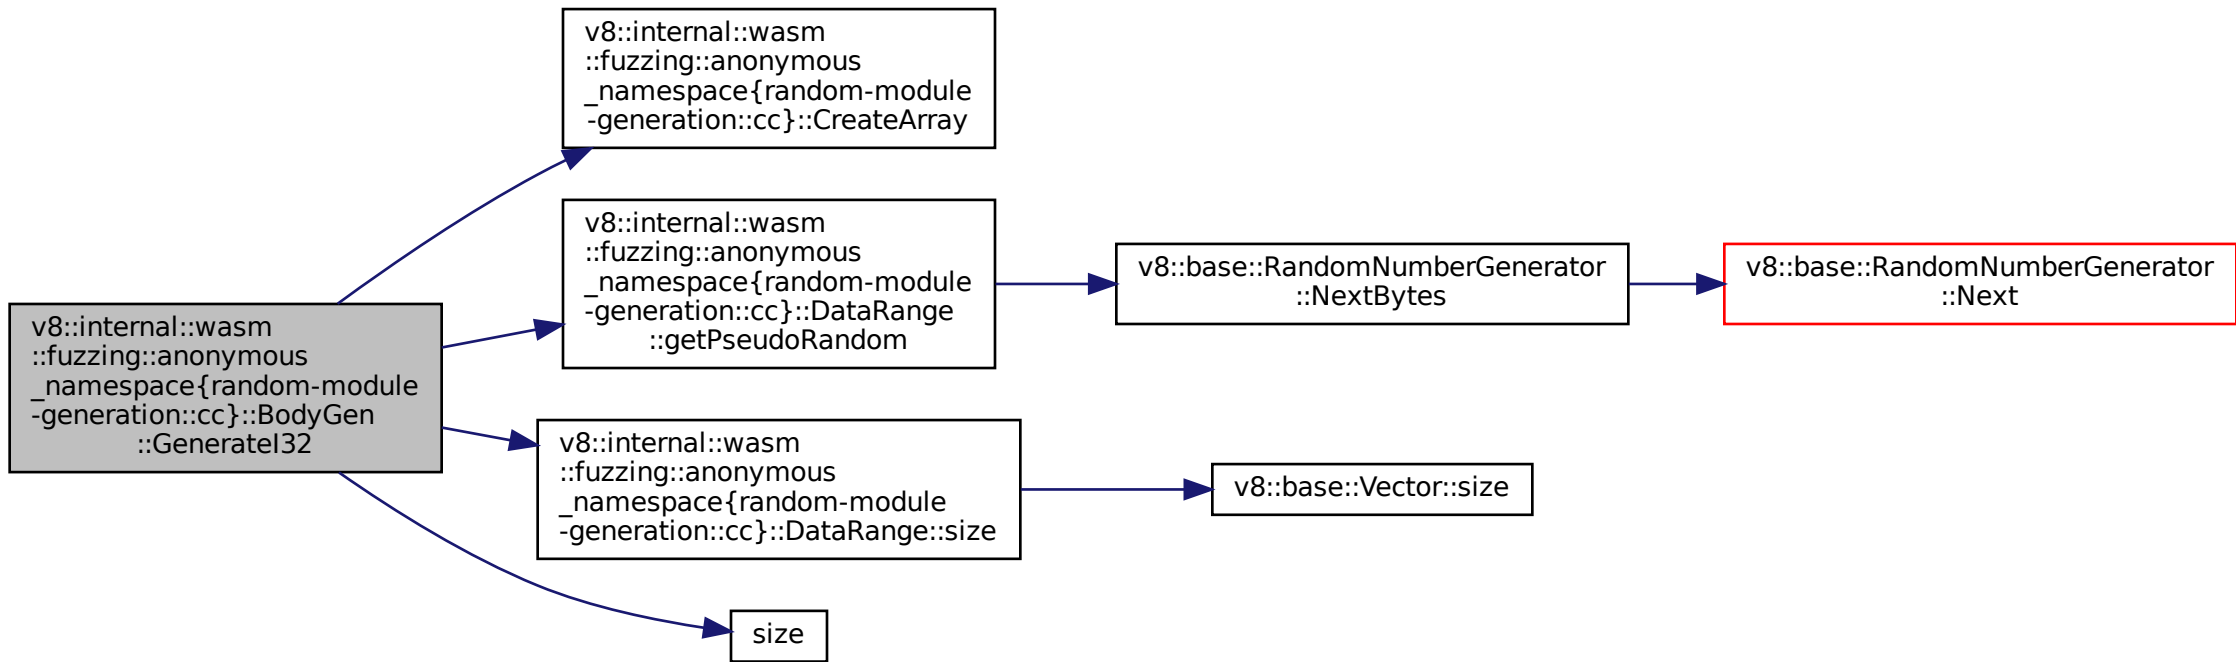 v8::internal::wasm
::fuzzing::anonymous
_namespace{random-module
-generation::cc}::BodyGen
::GenerateI32
v8::internal::wasm
::fuzzing::anonymous
_namespace{random-module
-generation::cc}::CreateArray
v8::internal::wasm
::fuzzing::anonymous
_namespace{random-module
-generation::cc}::DataRange
::getPseudoRandom
v8::base::RandomNumberGenerator
::NextBytes
v8::base::RandomNumberGenerator
::Next
v8::internal::wasm
::fuzzing::anonymous
_namespace{random-module
-generation::cc}::DataRange::size
v8::base::Vector::size
size